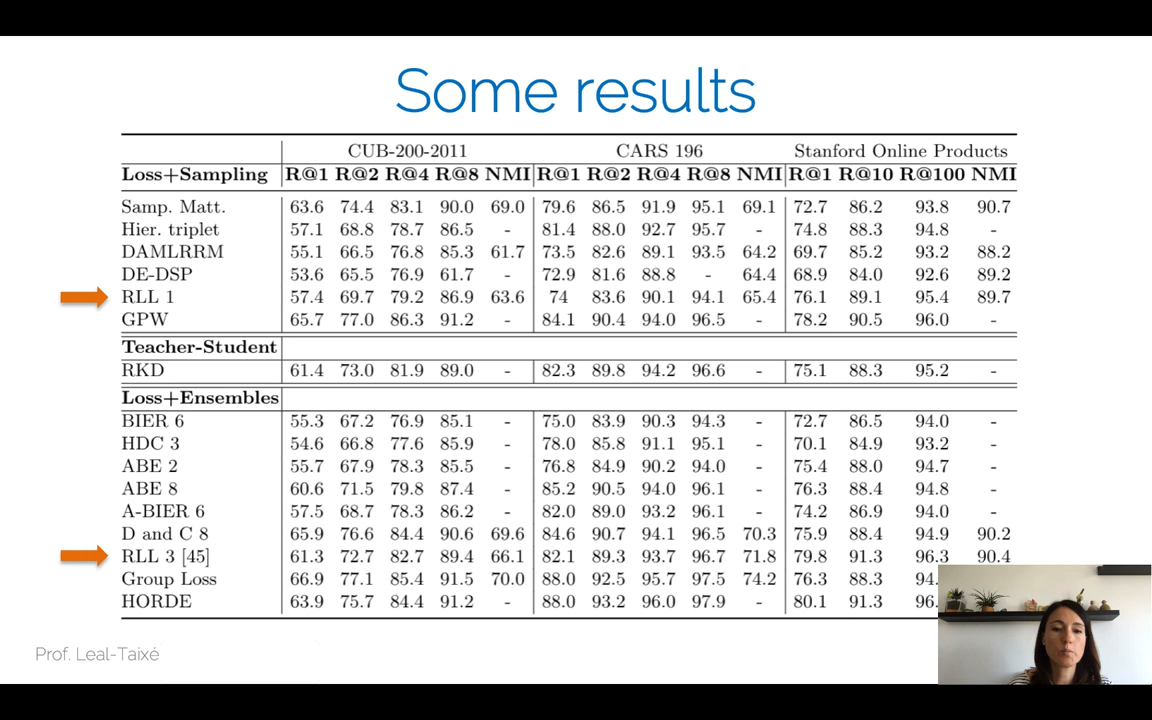 Some results
CUB-200-2011 CARS 196 Stanford Online Products
Loss+Sampling R@1 R@2 R@4 R@8 NMI R@1 R@2 R@4 R@8 NMI R@1 R@10 R@100 NMI
Samp. Matt. 63.6 74.4 83.1 90.0 69.0 79.6 86.5 91.9 95.1 69.1 72.7 86.2 93.8 90.7
Hier. triplet 57.1 68.8 78.7 86.5 - 81.4 88.0 92.7 95.7 - 74.8 88.3 94.8 -
DAMLRRM 55.1 66.5 76.8 85.3 61.7 73.5 82.6 89.1 93.5 64.2 69.7 85.2 93.2 88.2
DE-DSP 53.6 65.5 76.9 61.7 - 72.9 81.6 88.8 - 64.4 68.9 84.0 92.6 89.2
RLL 1 57.4 69.7 79.2 86.9 63.6 74 83.6 90.1 94.1 65.4 76.1 89.1 95.4 89.7
GPW 65.7 77.0 86.3 91.2 - 84.1 90.4 94.0 96.5 - 78.2 90.5 96.0 -
Teacher-Student
RKD 61.4 73.0 81.9 89.0 - 82.3 89.8 94.2 96.6 - 75.1 88.3 95.2 -
Loss+Ensembles
BIER 6 55.3 67.2 76.9 85.1 - 75.0 83.9 90.3 94.3 - 72.7 86.5 94.0 -
HDC 3 54.6 66.8 77.6 85.9 - 78.0 85.8 91.1 95.1 - 70.1 84.9 93.2 -
ABE 2 55.7 67.9 78.3 85.5 - 76.8 84.9 90.2 94.0 - 75.4 88.0 94.7 -
ABE 8 60.6 71.5 79.8 87.4 - 85.2 90.5 94.0 96.1 - 76.3 88.4 94.8 -
A-BIER 6 57.5 68.7 78.3 86.2 - 82.0 89.0 93.2 96.1 - 74.2 86.9 94.0 -
D and C 8 65.9 76.6 84.4 90.6 69.6 84.6 90.7 94.1 96.5 70.3 75.9 88.4 94.9 90.2
RLL 3 [45] 61.3 72.7 82.7 89.4 66.1 82.1 89.3 93.7 96.7 71.8 79.8 91.3 96.3 90.4
Group Loss 66.9 77.1 85.4 91.5 70.0 88.0 92.5 95.7 97.5 74.2 76.3 88.3 94.
HORDE 63.9 75.7 84.4 91.2 - 88.0 93.2 96.0 97.9 - 80.1 91.3 96.
Prof. Leal-Taixé